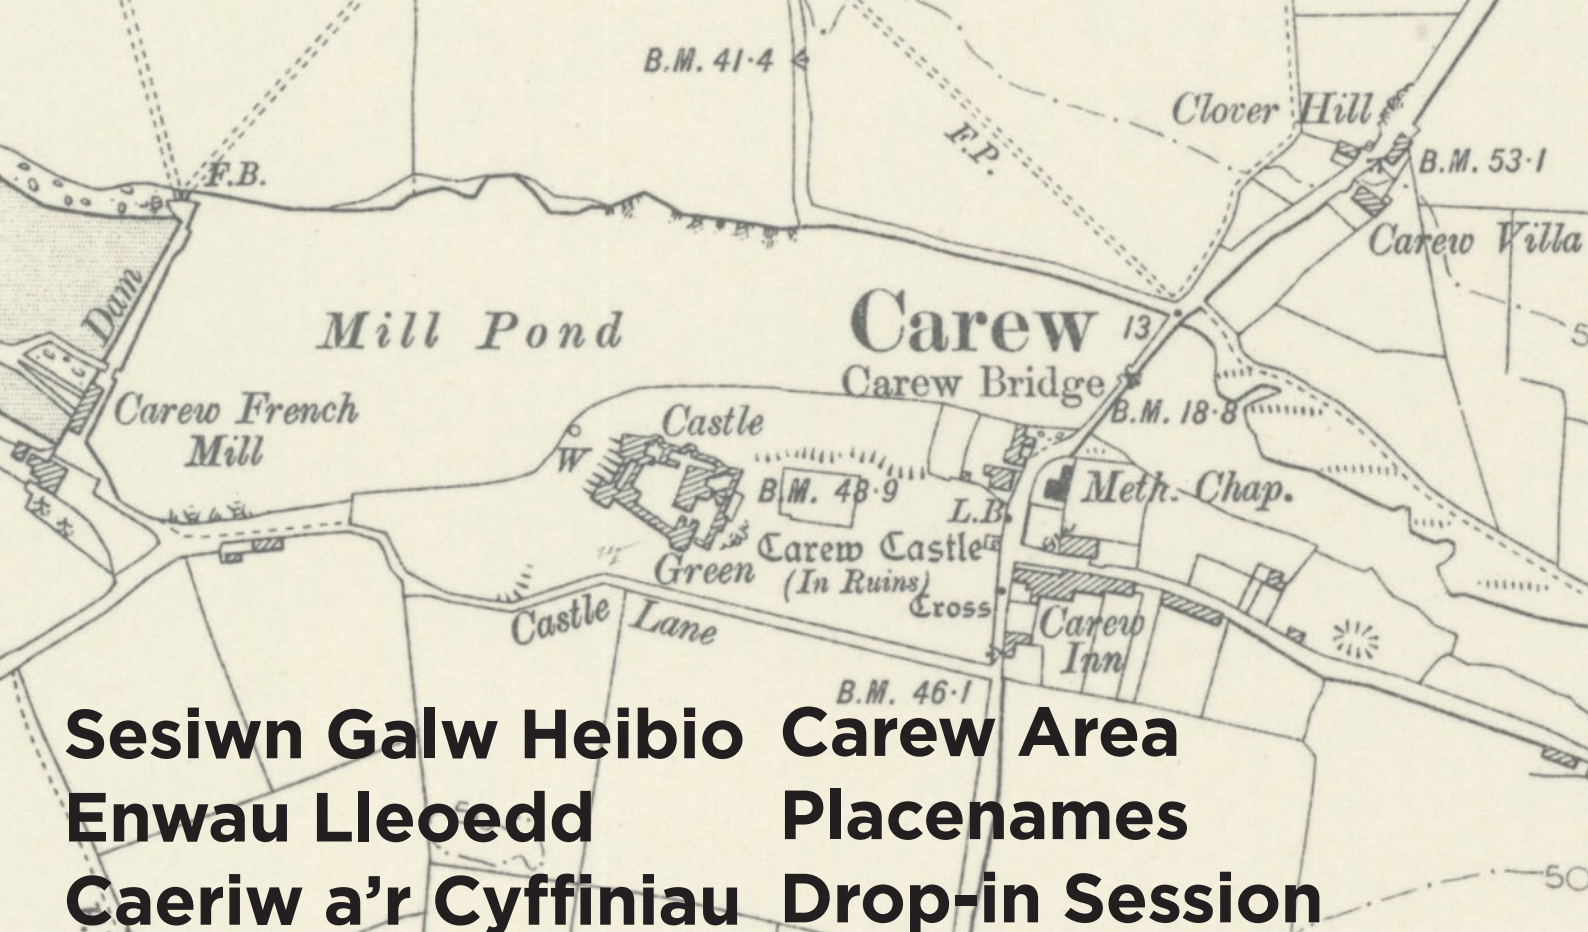 B.M. 41·4
Clover Hill
F.P.
B.M. 53·1
F.B.
Carew Villa
Dam
Mill Pond
Carew
13
Carew Bridge
B.M. 18·8
Carew French
Mill
Castle
W
B.M. 48·9
Meth. Chap.
L.B.
Carew Castle
(In Ruins)
Green
Cross
Castle Lane
Carew
Inn
B.M. 46·1
Sesiwn Galw Heibio
Enwau Lleoedd
Caeriw a’r Cyffiniau
Carew Area
Placenames
Drop-in Session
50